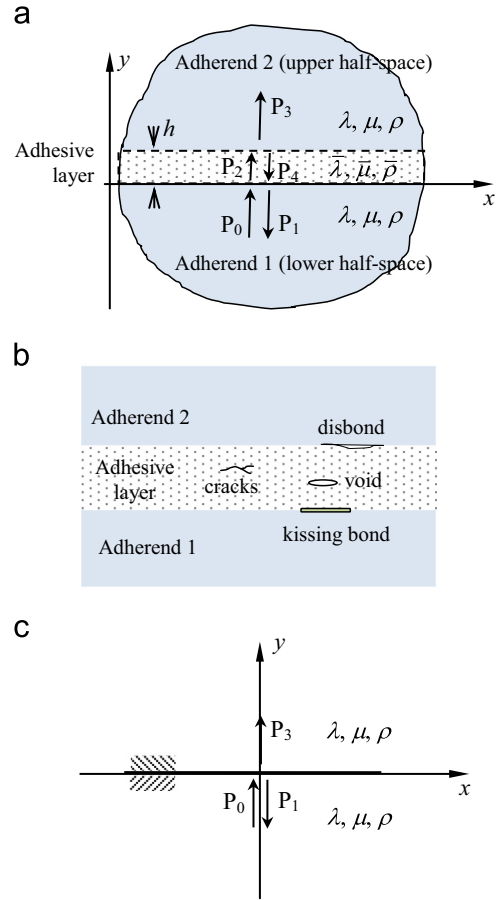 a
y
Adherend 2 (upper half-space)
P3
λ, μ, ρ
h
Adhesive
layer
P2
P4
λ̄, μ̄, ρ̄
x
P0
P1
λ, μ, ρ
Adherend 1 (lower half-space)
b
Adherend 2
disbond
Adhesive
layer
cracks
void
Adherend 1
kissing bond
c
y
P3
λ, μ, ρ
x
P0
P1
λ, μ, ρ